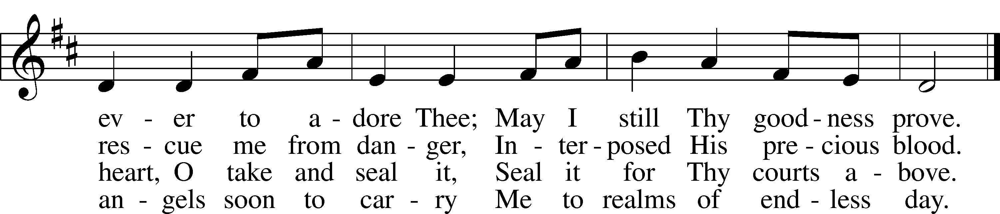 ev - er to a - dore Thee; May I still Thy good - ness prove.
res - cue me from dan - ger, In - ter - posed His pre - cious blood.
heart, O take and seal it, Seal it for Thy courts a - bove.
an - gels soon to car - ry Me to realms of end - less day.